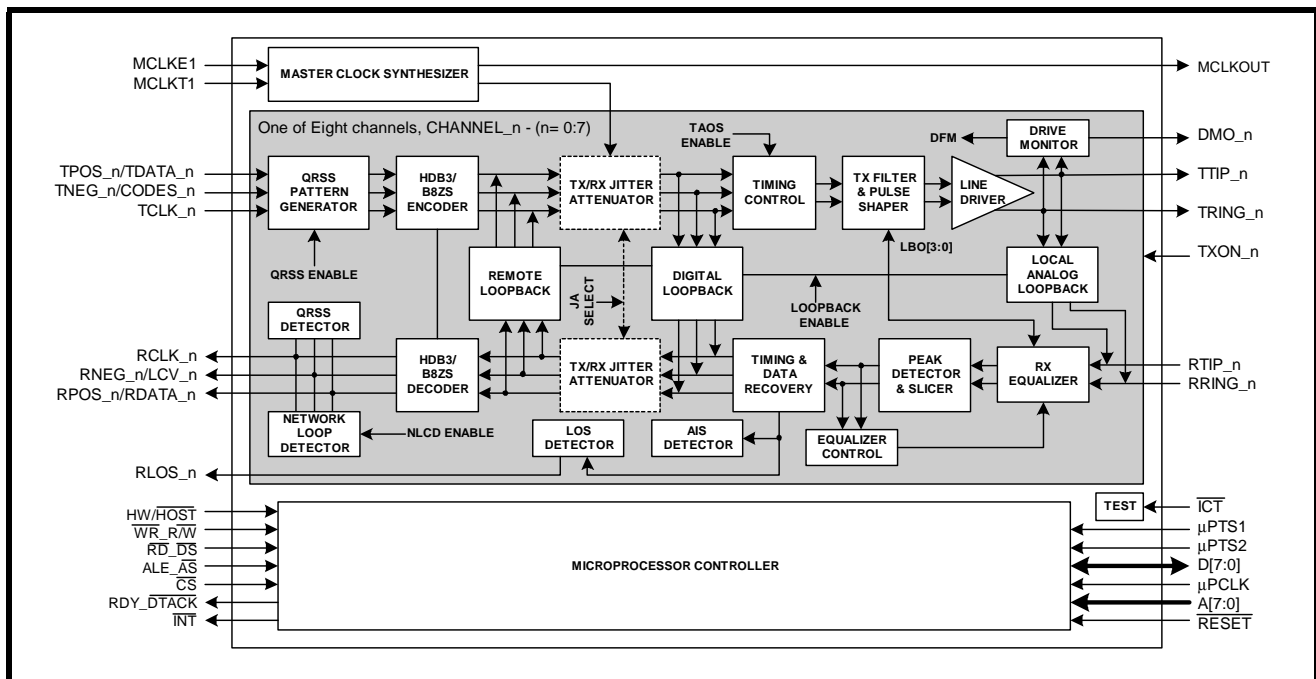 MCLKE1
MCLKT1
MASTER CLOCK SYNTHESIZER
MCLKOUT
One of Eight channels, CHANNEL_n - (n= 0:7)
TAOS
ENABLE
DFM
DRIVE
MONITOR
DMO_n
TPOS_n/TDATA_n
TNEG_n/CODES_n
TCLK_n
QRSS
PATTERN
GENERATOR
HDB3/
B8ZS
ENCODER
TX/RX JITTER
ATTENUATOR
TIMING
CONTROL
TX FILTER
& PULSE
SHAPER
LINE
DRIVER
TTIP_n
TRING_n
TXON_n
QRSS ENABLE
REMOTE
LOOPBACK
JA
SELECT
DIGITAL
LOOPBACK
LBO[3:0]
LOOPBACK
ENABLE
LOCAL
ANALOG
LOOPBACK
QRSS
DETECTOR
RCLK_n
RNEG_n/LCV_n
RPOS_n/RDATA_n
HDB3/
B8ZS
DECODER
TX/RX JITTER
ATTENUATOR
TIMING &
DATA
RECOVERY
PEAK
DETECTOR
& SLICER
RX
EQUALIZER
RTIP_n
RRING_n
NETWORK
LOOP
DETECTOR
NLCD ENABLE
LOS
DETECTOR
AIS
DETECTOR
EQUALIZER
CONTROL
RLOS_n
TEST
ICT
HW/HOST
WR_R/W
RD_DS
ALE_AS
CS
RDY_DTACK
INT
MICROPROCESSOR CONTROLLER
µPTS1
µPTS2
D[7:0]
µPCLK
A[7:0]
RESET